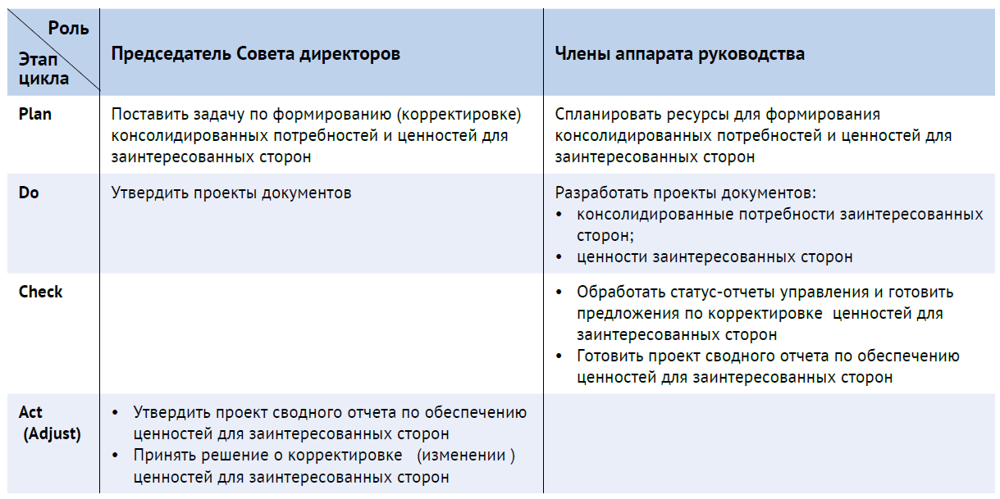 Роль
Этап
цикла
Председатель Совета директоров
Члены аппарата руководства
Plan
Поставить задачу по формированию (корректировке)
консолидированных потребностей и ценностей для
заинтересованных сторон
Спланировать ресурсы для формирования
консолидированных потребностей и ценностей для
заинтересованных сторон
Do
Утвердить проекты документов
Разработать проекты документов:
• консолидированные потребности заинтересованных
сторон;
• ценности заинтересованных сторон
Check
• Обработать статус-отчеты управления и готовить
предложения по корректировке ценностей для
заинтересованных сторон
• Готовить проект сводного отчета по обеспечению
ценностей для заинтересованных сторон
Act
(Adjust)
• Утвердить проект сводного отчета по обеспечению
ценностей для заинтересованных сторон
• Принять решение о корректировке (изменении )
ценностей для заинтересованных сторон